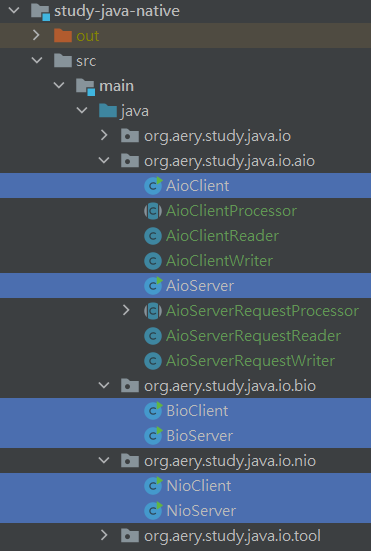 study-java-native
out
src
main
java
org.aery.study.java.io
org.aery.study.java.io.aio
AioClient
AioClientProcessor
AioClientReader
AioClientWriter
AioServer
AioServerRequestProcessor
AioServerRequestReader
AioServerRequestWriter
org.aery.study.java.io.bio
BioClient
BioServer
org.aery.study.java.io.nio
NioClient
NioServer
org.aery.study.java.io.tool